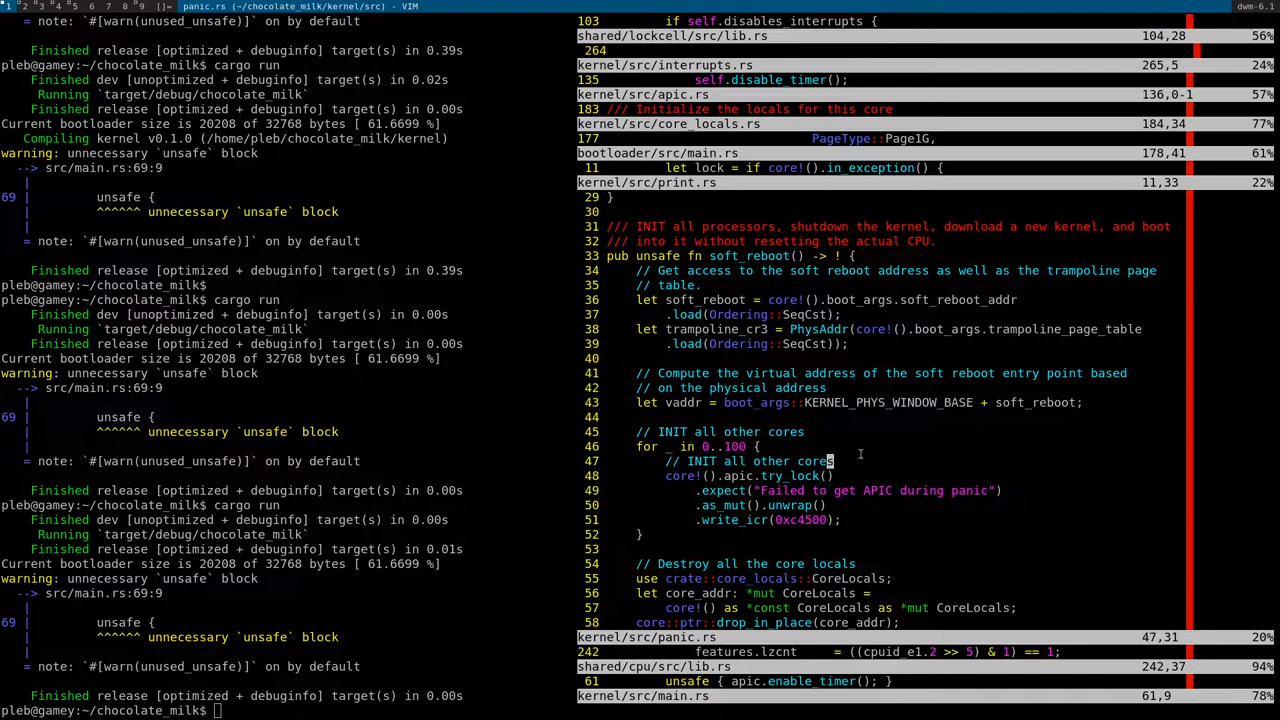 1 2 3 4 5 6 7 8 9 []= panic.rs (~/chocolate_milk/kernel/src) - VIM dwm-6.1
= note: `#[warn(unused_unsafe)]` on by default
Finished release [optimized + debuginfo] target(s) in 0.39s
pleb@gamey:~/chocolate_milk$ cargo run
Finished dev [unoptimized + debuginfo] target(s) in 0.02s
Running `target/debug/chocolate_milk`
Finished release [optimized + debuginfo] target(s) in 0.00s
Current bootloader size is 20208 of 32768 bytes [ 61.6699 %]
Compiling kernel v0.1.0 (/home/pleb/chocolate_milk/kernel)
warning: unnecessary `unsafe` block
--> src/main.rs:69:9
|
69 | unsafe {
| ^^^^^^ unnecessary `unsafe` block
|
= note: `#[warn(unused_unsafe)]` on by default
Finished release [optimized + debuginfo] target(s) in 0.39s
pleb@gamey:~/chocolate_milk$
pleb@gamey:~/chocolate_milk$ cargo run
Finished dev [unoptimized + debuginfo] target(s) in 0.00s
Running `target/debug/chocolate_milk`
Finished release [optimized + debuginfo] target(s) in 0.00s
Current bootloader size is 20208 of 32768 bytes [ 61.6699 %]
warning: unnecessary `unsafe` block
--> src/main.rs:69:9
|
69 | unsafe {
| ^^^^^^ unnecessary `unsafe` block
|
= note: `#[warn(unused_unsafe)]` on by default
Finished release [optimized + debuginfo] target(s) in 0.00s
pleb@gamey:~/chocolate_milk$ cargo run
Finished dev [unoptimized + debuginfo] target(s) in 0.00s
Running `target/debug/chocolate_milk`
Finished release [optimized + debuginfo] target(s) in 0.01s
Current bootloader size is 20208 of 32768 bytes [ 61.6699 %]
warning: unnecessary `unsafe` block
--> src/main.rs:69:9
|
69 | unsafe {
| ^^^^^^ unnecessary `unsafe` block
|
= note: `#[warn(unused_unsafe)]` on by default
Finished release [optimized + debuginfo] target(s) in 0.00s
pleb@gamey:~/chocolate_milk$
103 if self.disables_interrupts {
shared/lockcell/src/lib.rs 104,28 56%
264
kernel/src/interrupts.rs 265,5 24%
135 self.disable_timer();
kernel/src/apic.rs 136,0-1 57%
183 /// Initialize the locals for this core
kernel/src/core_locals.rs 184,34 77%
177 PageType::Page1G,
bootloader/src/main.rs 178,41 61%
11 let lock = if core!().in_exception() {
kernel/src/print.rs 11,33 22%
29 }
30
31 /// INIT all processors, shutdown the kernel, download a new kernel, and boot
32 /// into it without resetting the actual CPU.
33 pub unsafe fn soft_reboot() -> ! {
34 // Get access to the soft reboot address as well as the trampoline page
35 // table.
36 let soft_reboot = core!().boot_args.soft_reboot_addr
37 .load(Ordering::SeqCst);
38 let trampoline_cr3 = PhysAddr(core!().boot_args.trampoline_page_table
39 .load(Ordering::SeqCst));
40
41 // Compute the virtual address of the soft reboot entry point based
42 // on the physical address
43 let vaddr = boot_args::KERNEL_PHYS_WINDOW_BASE + soft_reboot;
44
45 // INIT all other cores
46 for _ in 0..100 {
47 // INIT all other cores
48 core!().apic.try_lock()
49 .expect("Failed to get APIC during panic")
50 .as_mut().unwrap()
51 .write_icr(0xc4500);
52 }
53
54 // Destroy all the core locals
55 use crate::core_locals::CoreLocals;
56 let core_addr: *mut CoreLocals =
57 core!() as *const CoreLocals as *mut CoreLocals;
58 core::ptr::drop_in_place(core_addr);
kernel/src/panic.rs 47,31 20%
242 features.lzcnt = ((cpuid_e1.2 >> 5) & 1) == 1;
shared/cpu/src/lib.rs 242,37 94%
61 unsafe { apic.enable_timer(); }
kernel/src/main.rs 61,9 78%